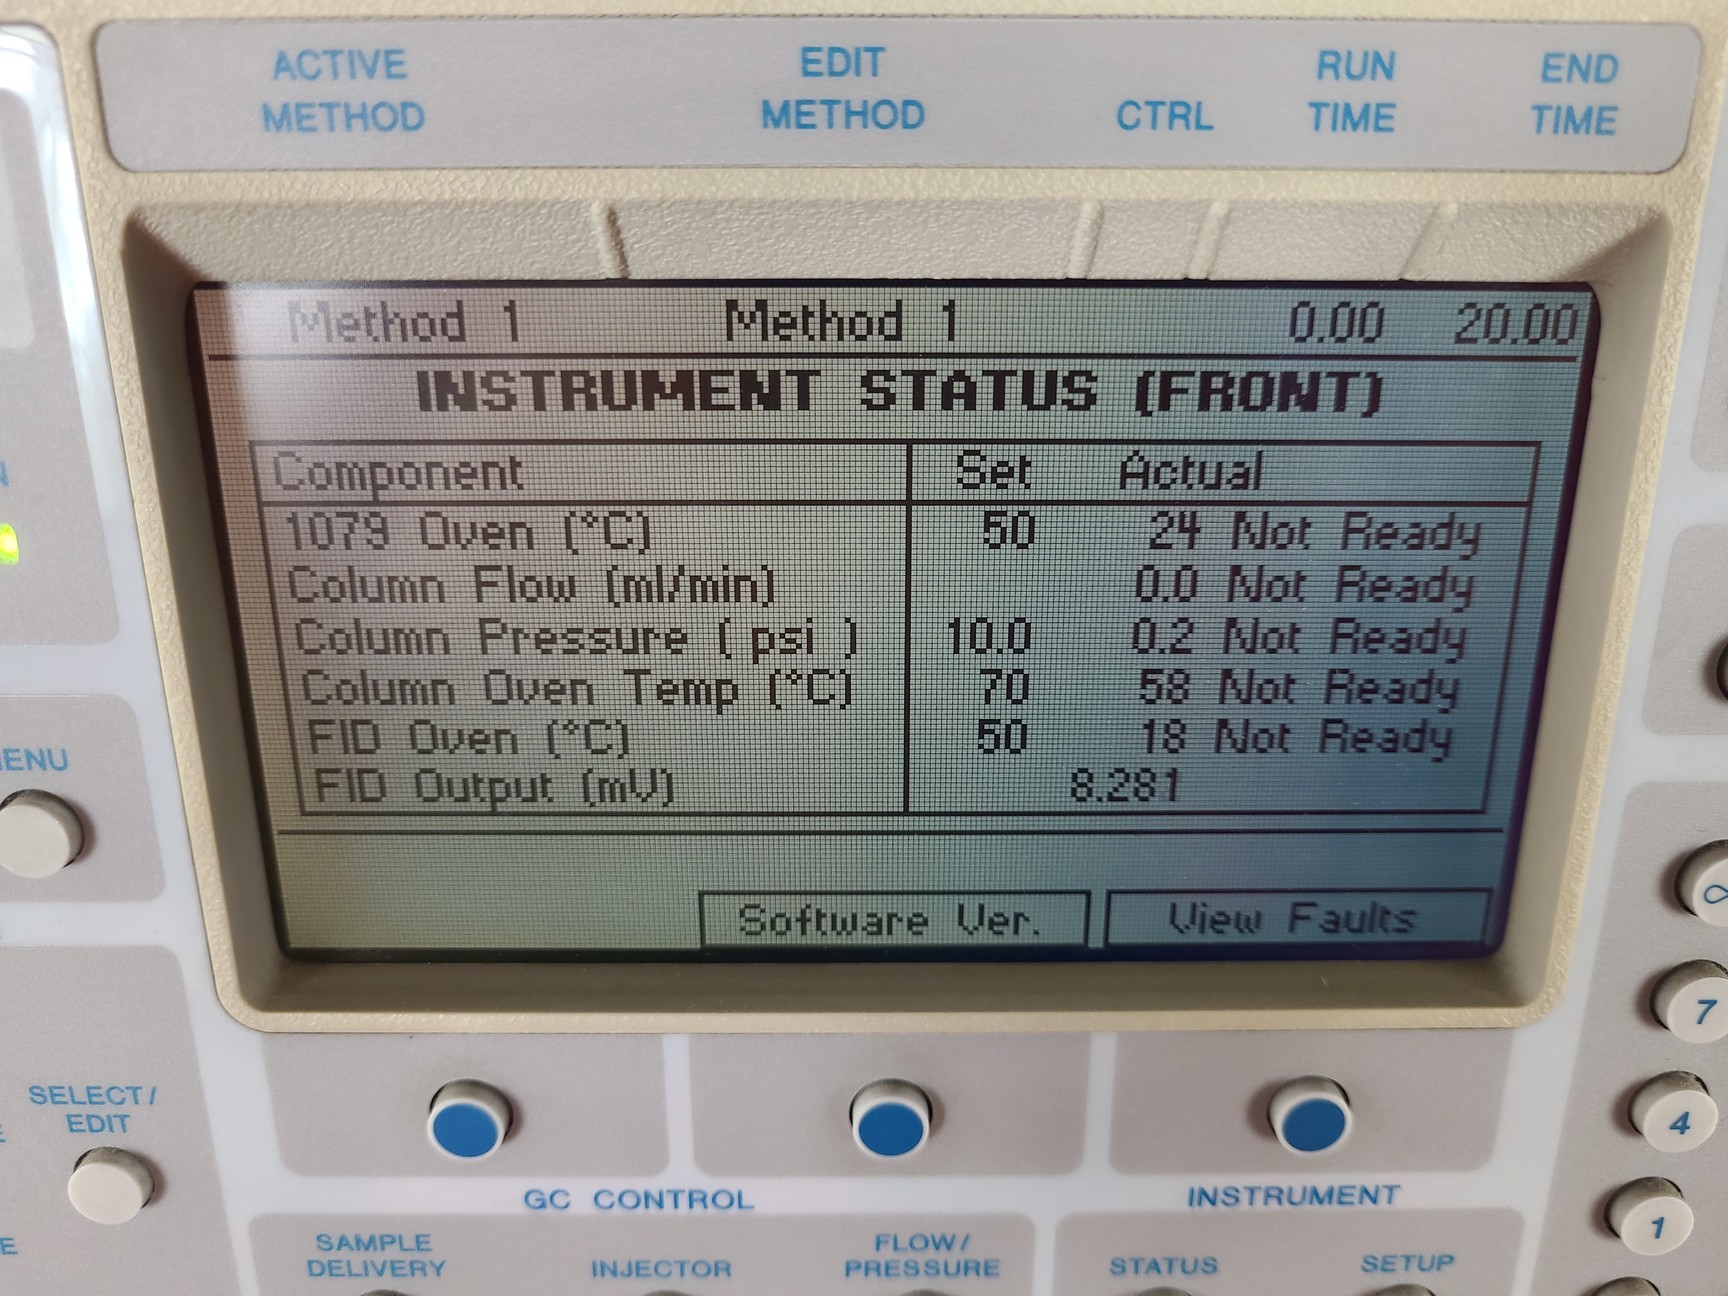 ACTIVE METHOD
EDIT METHOD
CTRL
RUN TIME
END TIME
Method 1 Method 1 0.00 20.00
INSTRUMENT STATUS (FRONT)
Component Set Actual
1079 Oven (°C) 50 24 Not Ready
Column Flow (ml/min) 0.0 Not Ready
Column Pressure ( psi ) 10.0 0.2 Not Ready
Column Oven Temp (°C) 70 58 Not Ready
FID Oven (°C) 50 18 Not Ready
FID Output (mV) 8.281
Software Ver. View Faults
7
4
1
SELECT/
EDIT
GC CONTROL INSTRUMENT
SAMPLE
DELIVERY
INJECTOR
FLOW/
PRESSURE
STATUS
SETUP